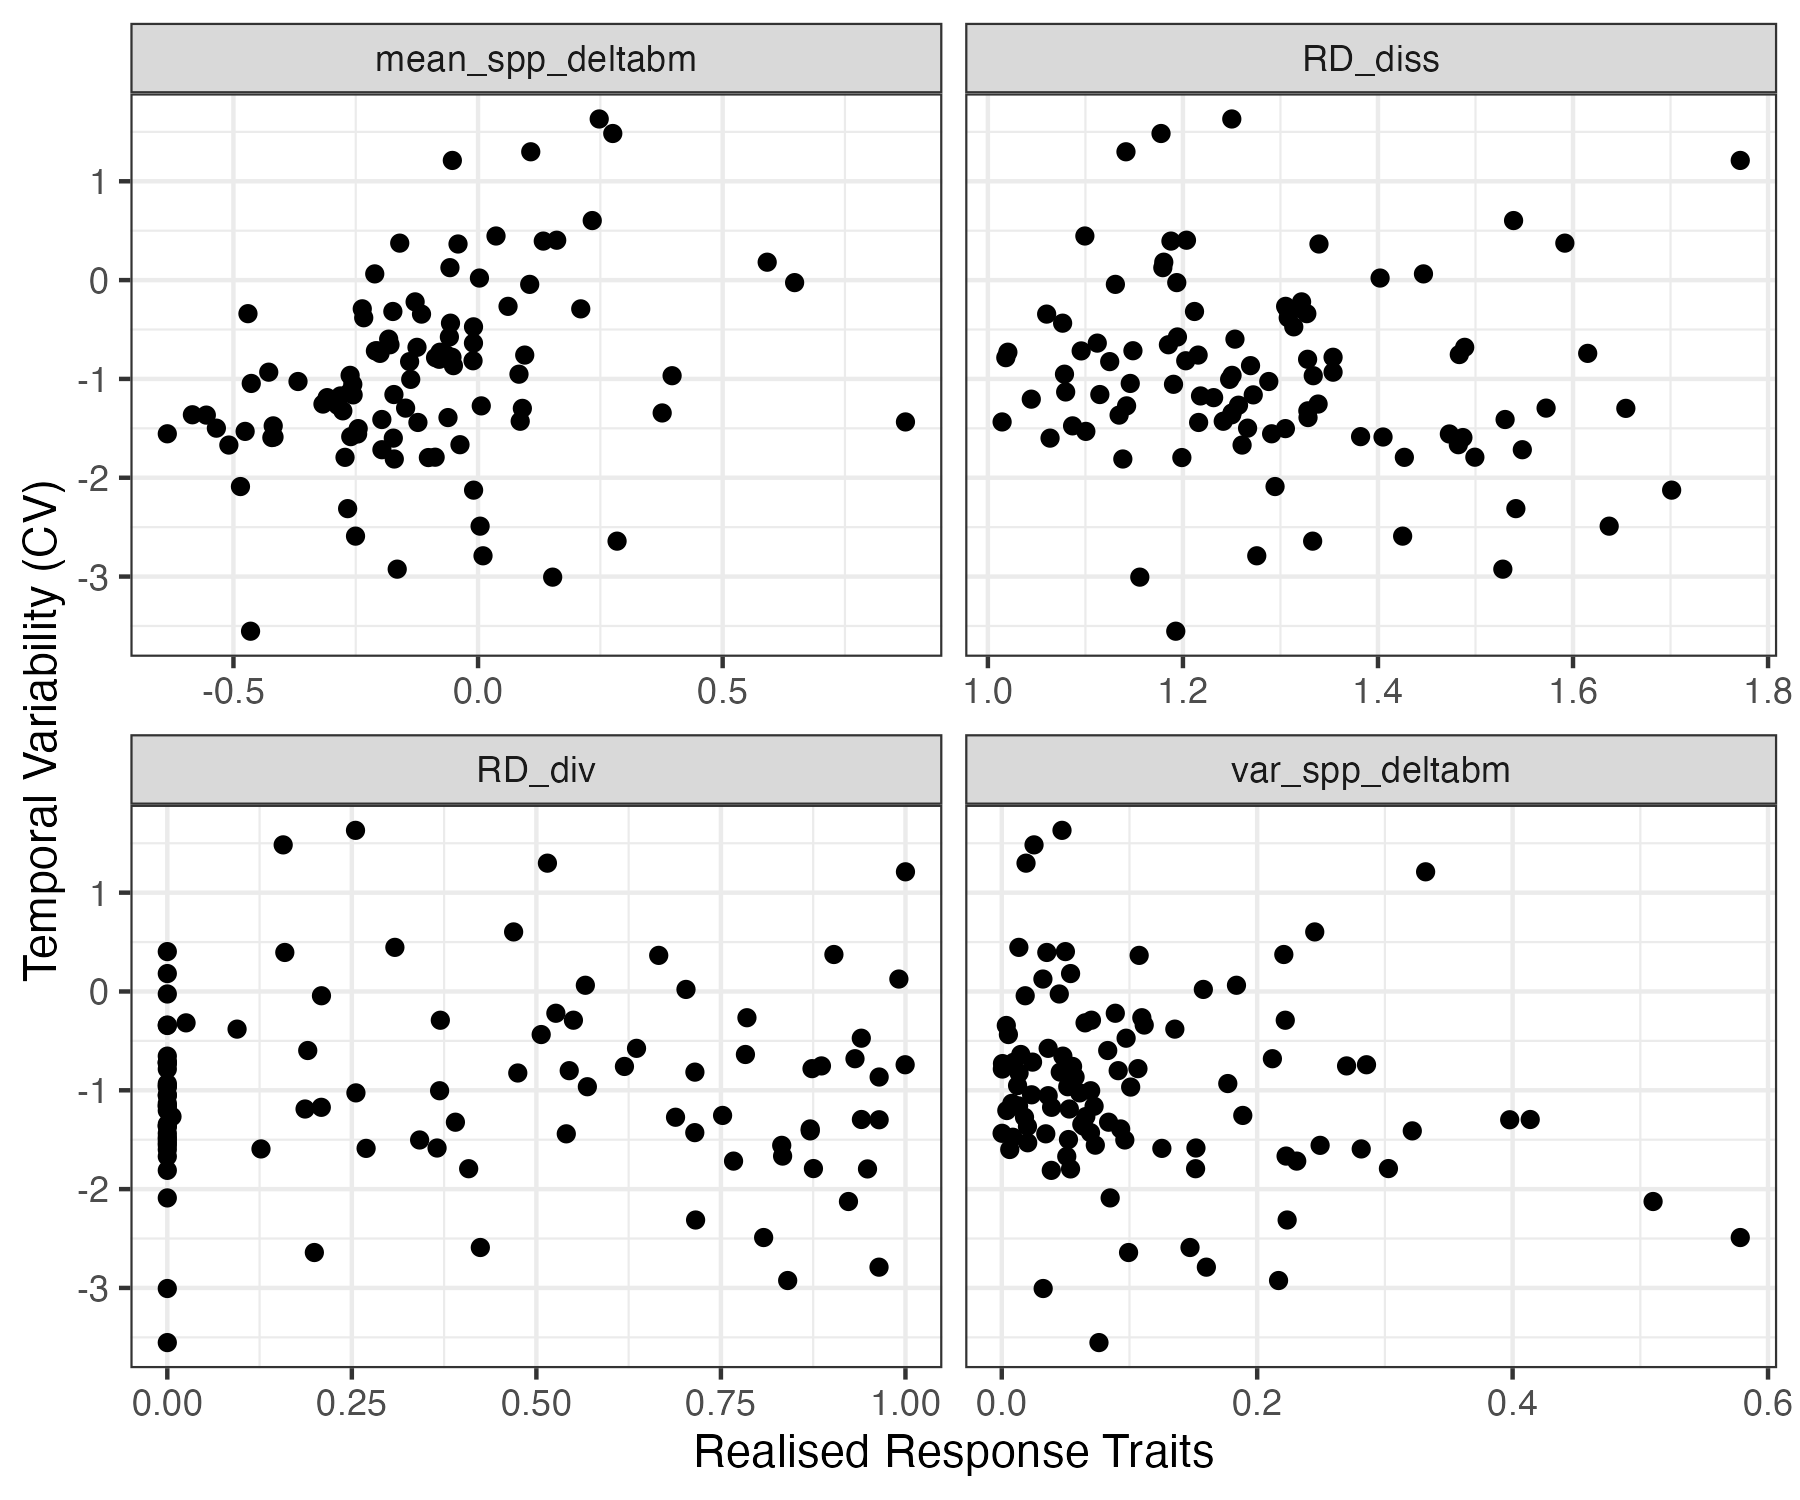 mean_spp_deltabm
RD_diss
1
0
-1
-2
-3
-0.5 0.0 0.5
1.0 1.2 1.4 1.6 1.8
RD_div
var_spp_deltabm
1
0
-1
-2
-3
0.00 0.25 0.50 0.75 1.00
0.0 0.2 0.4 0.6
Temporal Variability (CV)
Realised Response Traits